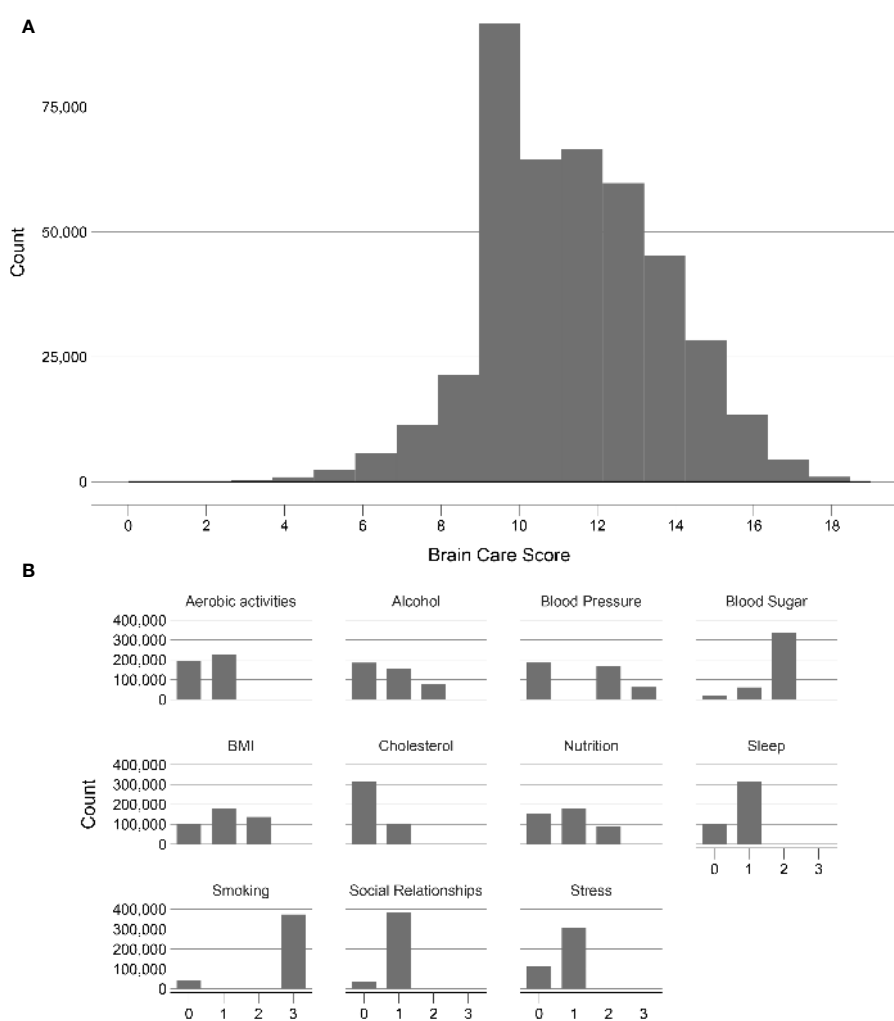 A
75,000
50,000
25,000
0
Count
0 2 4 6 8 10 12 14 16 18
Brain Care Score
B
Aerobic activities Alcohol Blood Pressure Blood Sugar
400,000
300,000
200,000
100,000
0
BMI Cholesterol Nutrition Sleep
400,000
300,000
200,000
100,000
0
Count
0 1 2 3
Smoking Social Relationships Stress
400,000
300,000
200,000
100,000
0
0 1 2 3 0 1 2 3 0 1 2 3